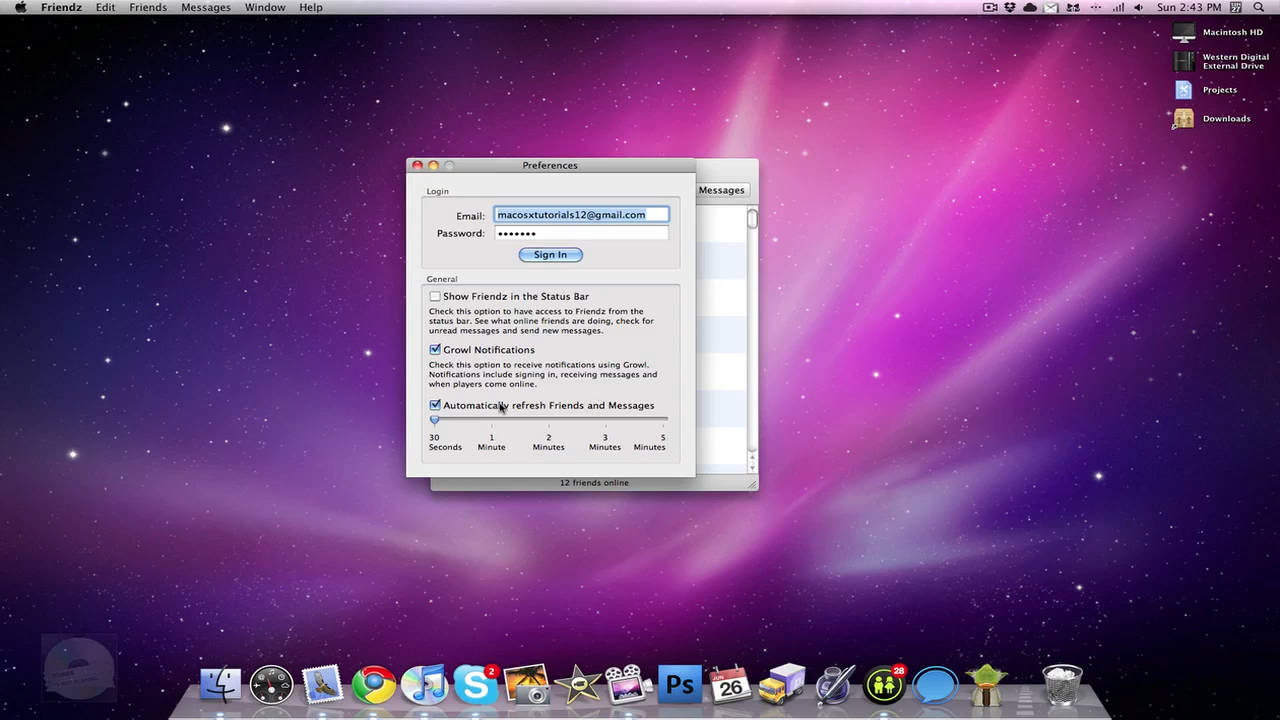 Friendz Edit Friends Messages Window Help
Sun 2:43 PM
Macintosh HD
Western Digital
External Drive
Projects
Downloads
Preferences
Messages
Login
Email: macosxtutorials12@gmail.com
Password: •••••••
Sign In
General
Show Friendz in the Status Bar
Check this option to have access to Friendz from the
status bar. See what online friends are doing, check for
unread messages and send new messages.
Growl Notifications
Check this option to receive notifications using Growl.
Notifications include signing in, receiving messages and
when players come online.
Automatically refresh Friends and Messages
30 1 2 3 5
Seconds Minute Minutes Minutes Minutes
12 friends online
2
Ps
JUN
26
28